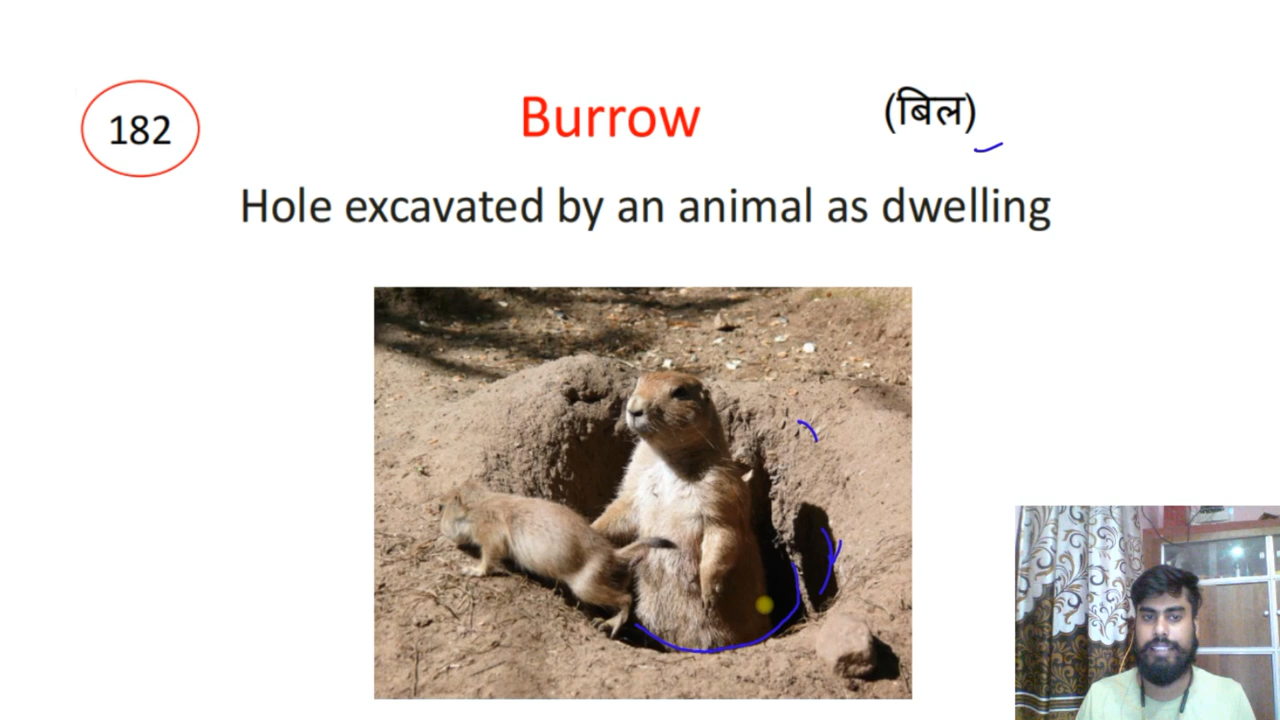 182
Burrow (बिल)
Hole excavated by an animal as dwelling